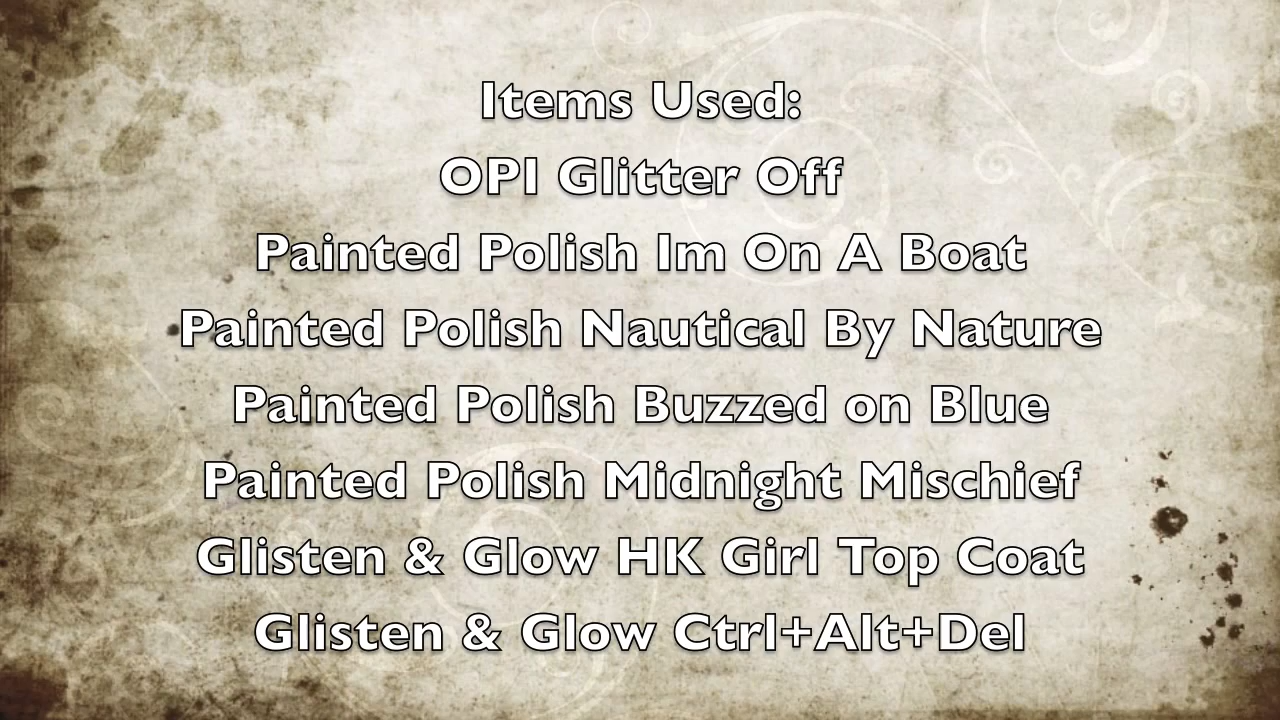 Items Used:
OPI Glitter Off
Painted Polish Im On A Boat
Painted Polish Nautical By Nature
Painted Polish Buzzed on Blue
Painted Polish Midnight Mischief
Glisten & Glow HK Girl Top Coat
Glisten & Glow Ctrl+Alt+Del